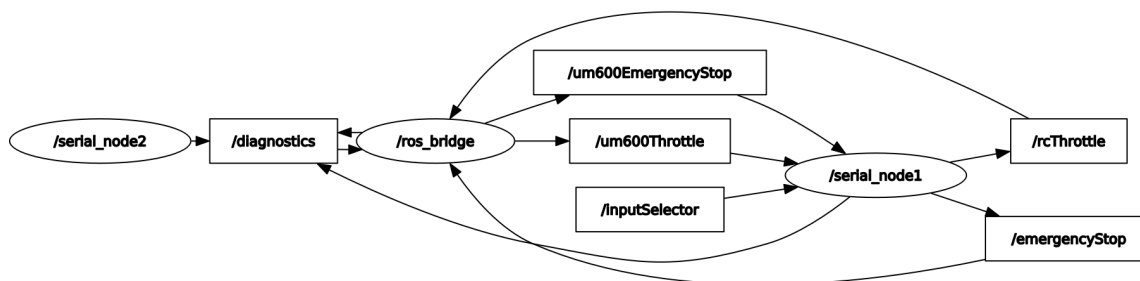 /um600EmergencyStop
/serial_node2
/diagnostics
/ros_bridge
/um600Throttle
/rcThrottle
/serial_node1
/inputSelector
/emergencyStop